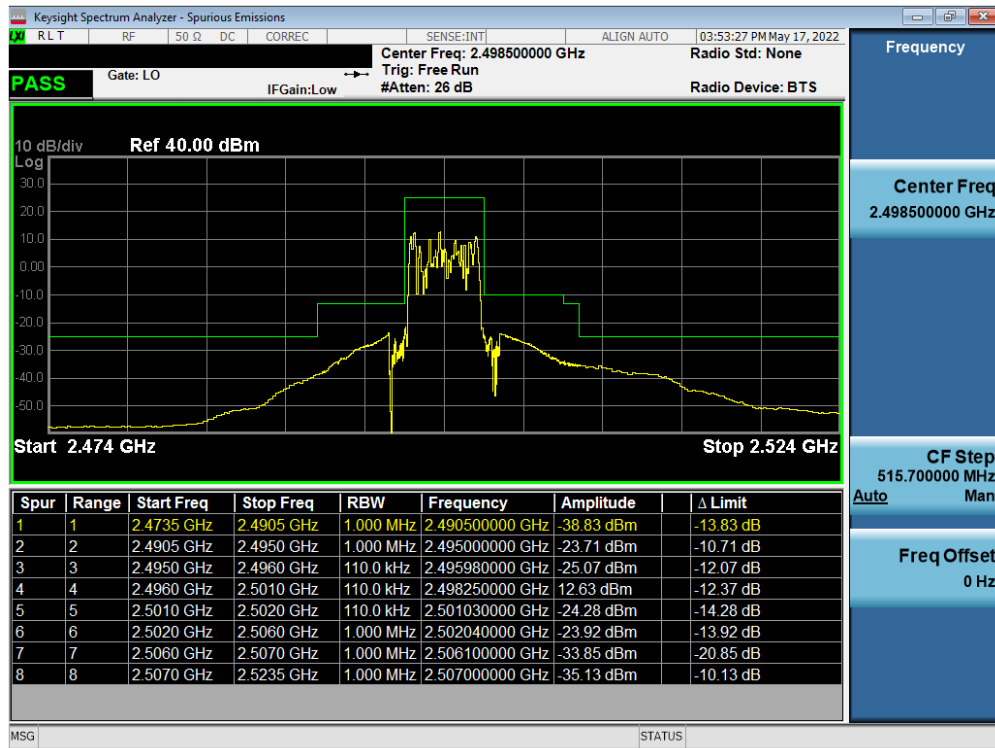 Keysight Spectrum Analyzer - Spurious Emissions
LXI R L T RF 50 Ω DC CORREC SENSE:INT ALIGN AUTO 03:53:27 PM May 17, 2022
Center Freq: 2.498500000 GHz Radio Std: None
Gate: LO Trig: Free Run
PASS IFGain:Low #Atten: 26 dB Radio Device: BTS
10 dB/div Ref 40.00 dBm
Log
30.0
20.0
10.0
0.00
-10.0
-20.0
-30.0
-40.0
-50.0
Start 2.474 GHz Stop 2.524 GHz
Spur Range Start Freq Stop Freq RBW Frequency Amplitude Δ Limit
1 1 2.4735 GHz 2.4905 GHz 1.000 MHz 2.490500000 GHz -38.83 dBm -13.83 dB
2 2 2.4905 GHz 2.4950 GHz 1.000 MHz 2.495000000 GHz -23.71 dBm -10.71 dB
3 3 2.4950 GHz 2.4960 GHz 110.0 kHz 2.495980000 GHz -25.07 dBm -12.07 dB
4 4 2.4960 GHz 2.5010 GHz 110.0 kHz 2.498250000 GHz 12.63 dBm -12.37 dB
5 5 2.5010 GHz 2.5020 GHz 110.0 kHz 2.501030000 GHz -24.28 dBm -14.28 dB
6 6 2.5020 GHz 2.5060 GHz 1.000 MHz 2.502040000 GHz -23.92 dBm -13.92 dB
7 7 2.5060 GHz 2.5070 GHz 1.000 MHz 2.506100000 GHz -33.85 dBm -20.85 dB
8 8 2.5070 GHz 2.5235 GHz 1.000 MHz 2.507000000 GHz -35.13 dBm -10.13 dB
MSG STATUS
Frequency
Center Freq
2.498500000 GHz
CF Step
515.700000 MHz
Auto Man
Freq Offset
0 Hz